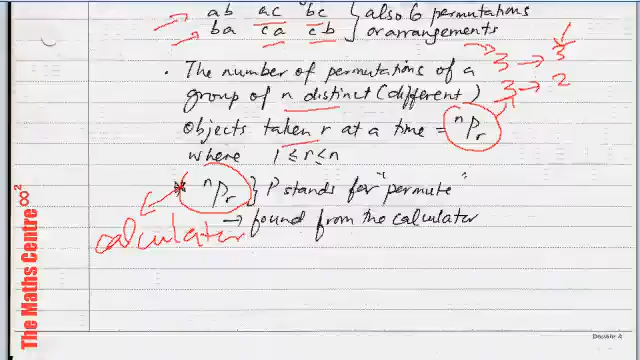 ab ac bc } also 6 permutations
ba ca cb } or arrangements
3 → 3
· The number of permutations of a
3 → 2
group of n distinct (different)
objects taken r at a time = ⁿPᵣ
where 1 ≤ r ≤ n
* ⁿPᵣ } P stands for "permute"
→ found from the calculator
calculator
The Maths Centre ∞²